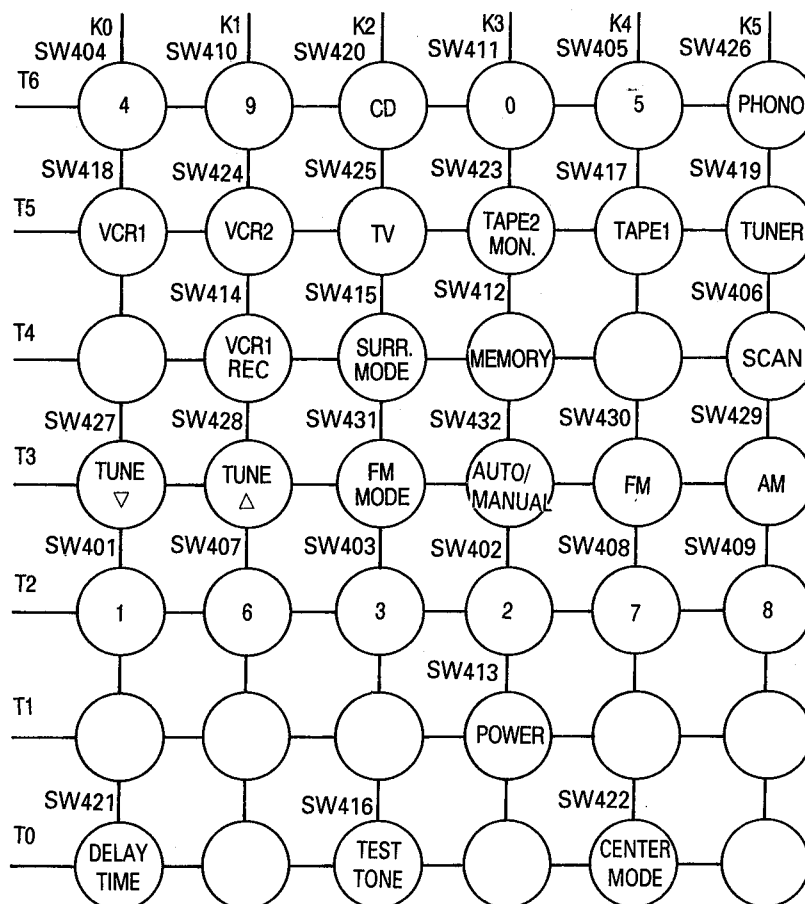 K0 K1 K2 K3 K4 K5
SW404 SW410 SW420 SW411 SW405 SW426
T6 4 9 CD 0 5 PHONO
SW418 SW424 SW425 SW423 SW417 SW419
T5 VCR1 VCR2 TV TAPE2 MON. TAPE1 TUNER
SW414 SW415 SW412 SW406
T4 VCR1 REC SURR. MODE MEMORY SCAN
SW427 SW428 SW431 SW432 SW430 SW429
T3 TUNE ▽ TUNE △ FM MODE AUTO/ MANUAL FM AM
SW401 SW407 SW403 SW402 SW408 SW409
T2 1 6 3 2 7 8
SW413
T1 POWER
SW421 SW416 SW422
T0 DELAY TIME TEST TONE CENTER MODE